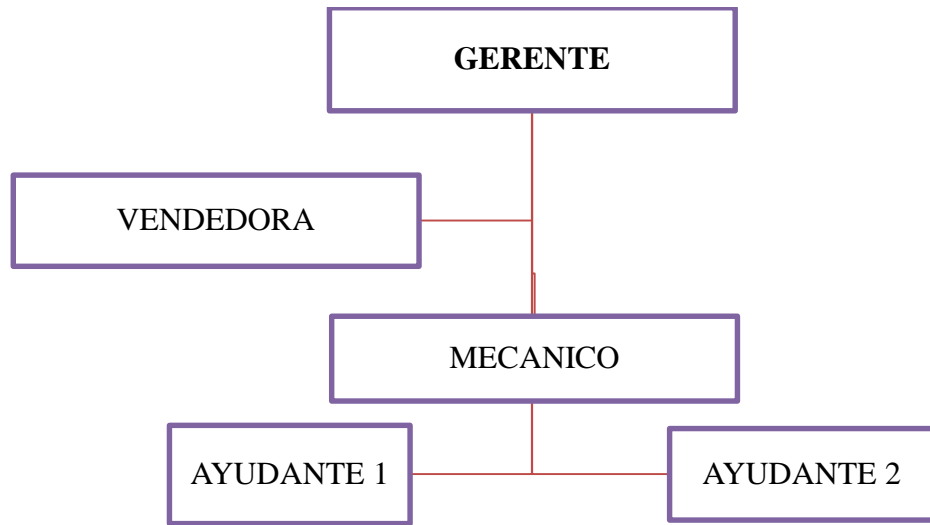 GERENTE
VENDEDORA
MECANICO
AYUDANTE 1
AYUDANTE 2